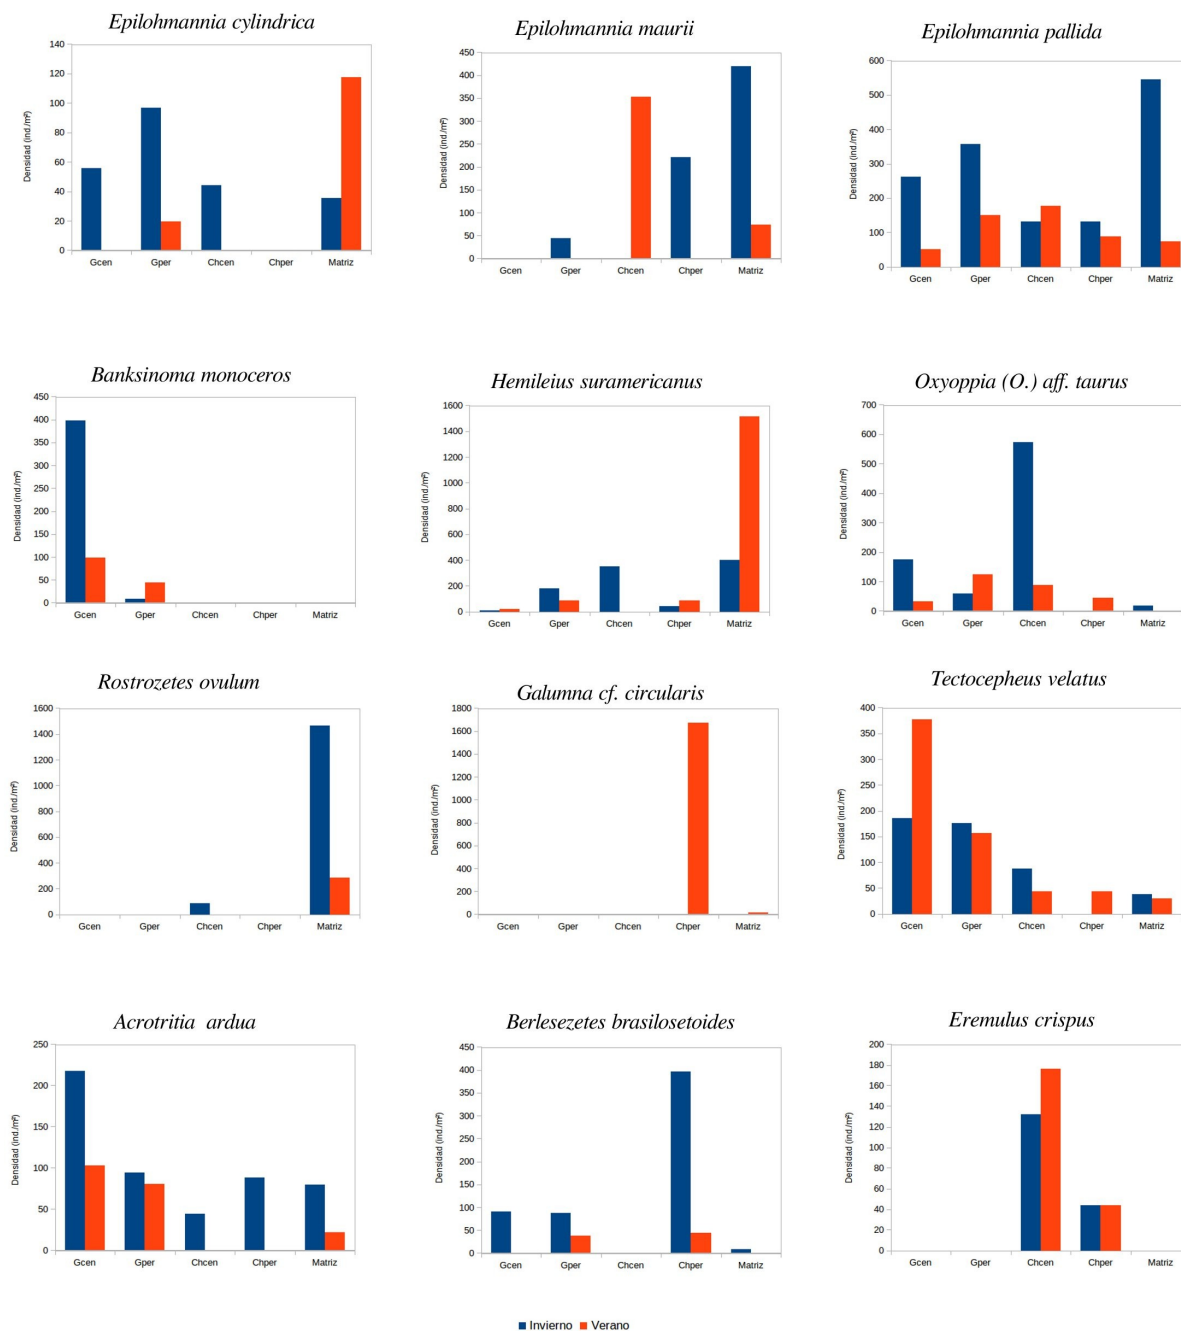 Epilohmannia cylindrica
140
120
100
80
60
40
20
0
Densidad (ind./m²)
Gcen Gper Chcen Chper Matriz
Epilohmannia maurii
450
400
350
300
250
200
150
100
50
0
Densidad (ind./m²)
Gcen Gper Chcen Chper Matriz
Epilohmannia pallida
600
500
400
300
200
100
0
Densidad (ind./m²)
Gcen Gper Chcen Chper Matriz
Banksinoma monoceros
450
400
350
300
250
200
150
100
50
0
Densidad (ind./m²)
Gcen Gper Chcen Chper Matriz
Hemileius suramericanus
1600
1400
1200
1000
800
600
400
200
0
Densidad (ind./m²)
Gcen Gper Chcen Chper Matriz
Oxyoppia (O.) aff. taurus
700
600
500
400
300
200
100
0
Densidad (ind./m²)
Gcen Gper Chcen Chper Matriz
Rostrozetes ovulum
1600
1400
1200
1000
800
600
400
200
0
Densidad (ind./m²)
Gcen Gper Chcen Chper Matriz
Galumna cf. circularis
1800
1600
1400
1200
1000
800
600
400
200
0
Densidad (ind./m²)
Gcen Gper Chcen Chper Matriz
Tectocepheus velatus
400
350
300
250
200
150
100
50
0
Densidad (ind./m²)
Gcen Gper Chcen Chper Matriz
Acrotritia ardua
250
200
150
100
50
0
Densidad (ind./m²)
Gcen Gper Chcen Chper Matriz
Berlesezetes brasilosetoides
450
400
350
300
250
200
150
100
50
0
Densidad (ind./m²)
Gcen Gper Chcen Chper Matriz
Eremulus crispus
200
180
160
140
120
100
80
60
40
20
0
Densidad (ind./m²)
Gcen Gper Chcen Chper Matriz
Invierno Verano